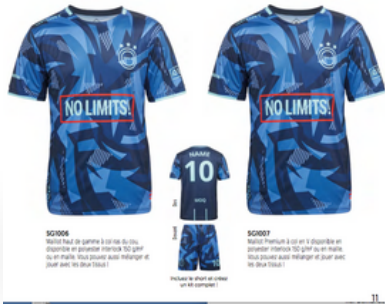 NO LIMITS!
NO LIMITS!
NAME
10
SG1006
Maillot haut de gamme à col ras du cou,
disponible en polyester interlock 150 g/m²
ou en maille. Vous pouvez aussi mélanger et
jouer avec les deux tissus !
SG1007
Maillot Premium à col en V disponible en
polyester interlock 150 g/m² ou en maille.
Vous pouvez aussi mélanger et jouer avec
les deux tissus !
Dos
Incluez le short et créez
un kit complet !
11